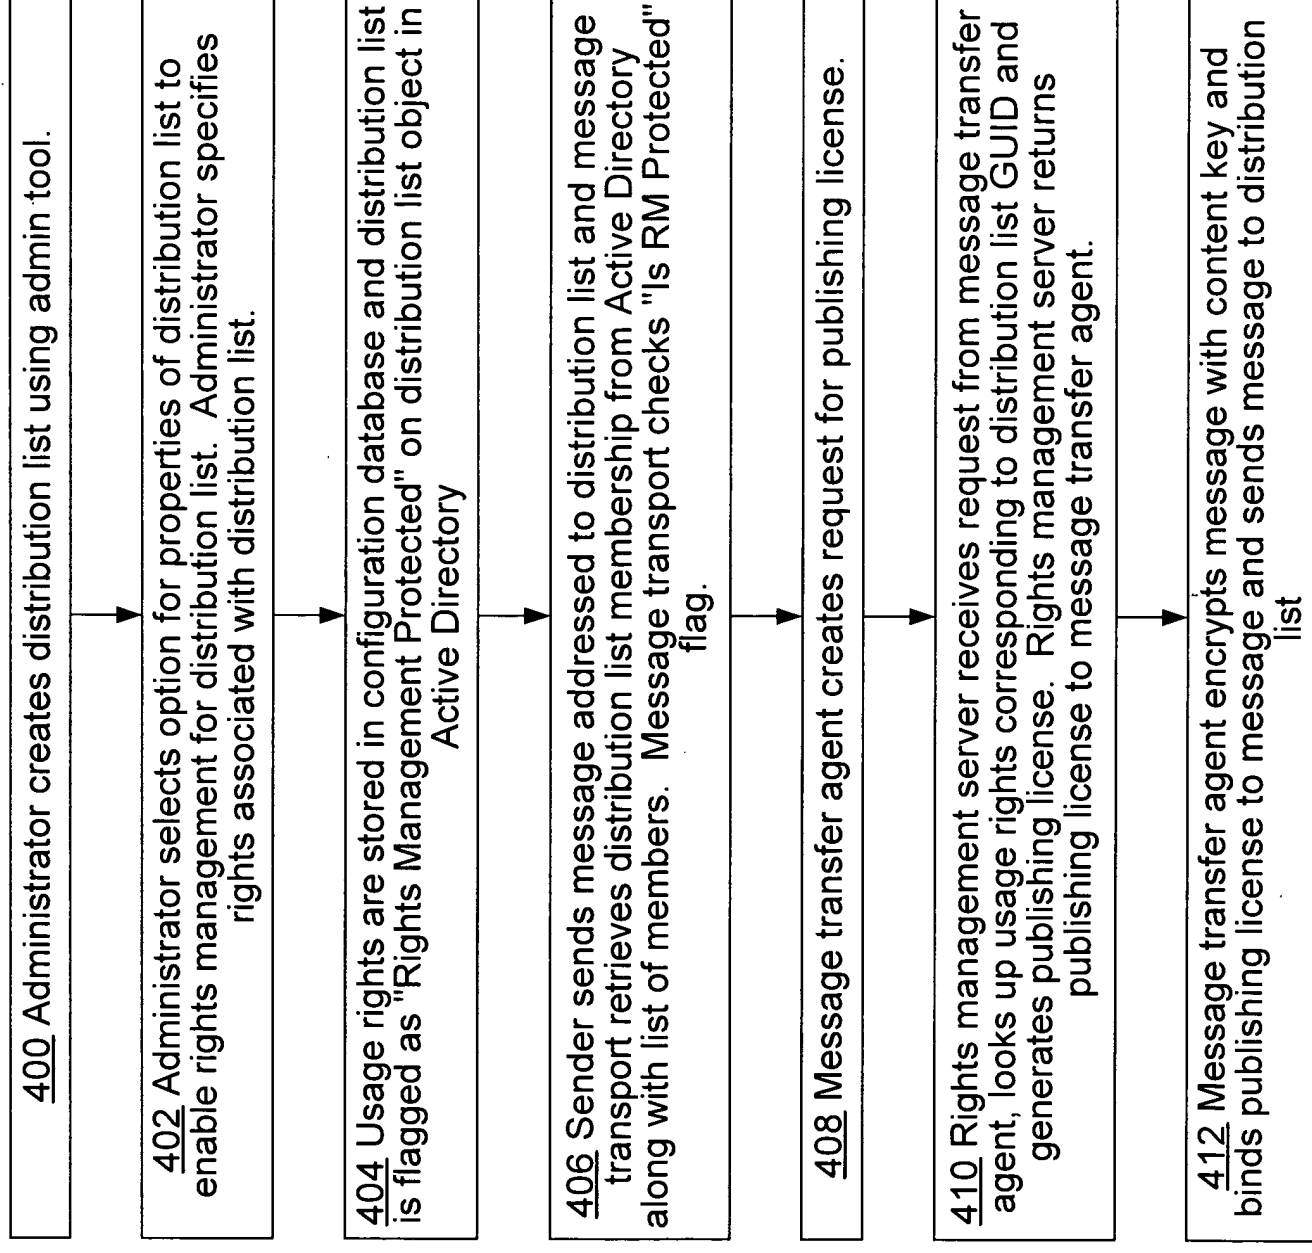 400 Administrator creates distribution list using admin tool.
402 Administrator selects option for properties of distribution list to
enable rights management for distribution list. Administrator specifies
rights associated with distribution list.
404 Usage rights are stored in configuration database and distribution list
is flagged as "Rights Management Protected" on distribution list object in
Active Directory
406 Sender sends message addressed to distribution list and message
transport retrieves distribution list membership from Active Directory
along with list of members. Message transport checks "Is RM Protected"
flag.
408 Message transfer agent creates request for publishing license.
410 Rights management server receives request from message transfer
agent, looks up usage rights corresponding to distribution list GUID and
generates publishing license. Rights management server returns
publishing license to message transfer agent.
412 Message transfer agent encrypts message with content key and
binds publishing license to message and sends message to distribution
list